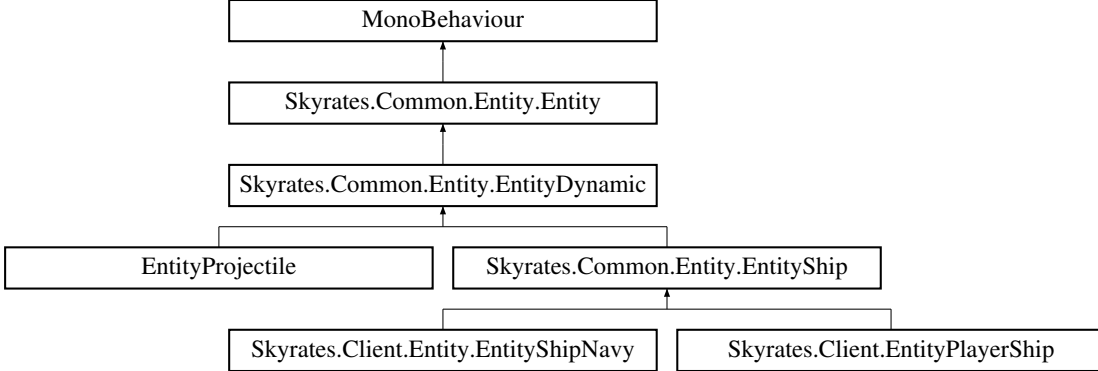 MonoBehaviour
Skyrates.Common.Entity.Entity
Skyrates.Common.Entity.EntityDynamic
EntityProjectile
Skyrates.Common.Entity.EntityShip
Skyrates.Client.Entity.EntityShipNavy
Skyrates.Client.EntityPlayerShip